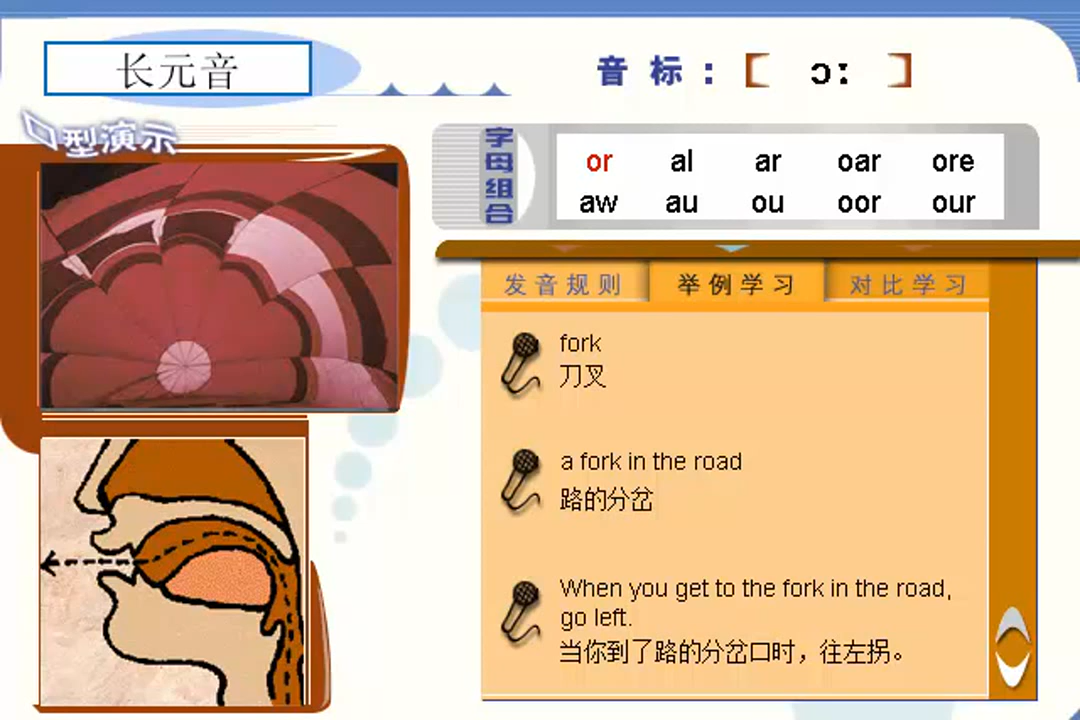 长元音
音标：【 ɔː 】
口型演示
字母组合
or al ar oar ore
aw au ou oor our
发音规则 举例学习 对比学习
fork
刀叉
a fork in the road
路的分岔
When you get to the fork in the road,
go left.
当你到了路的分岔口时，往左拐。